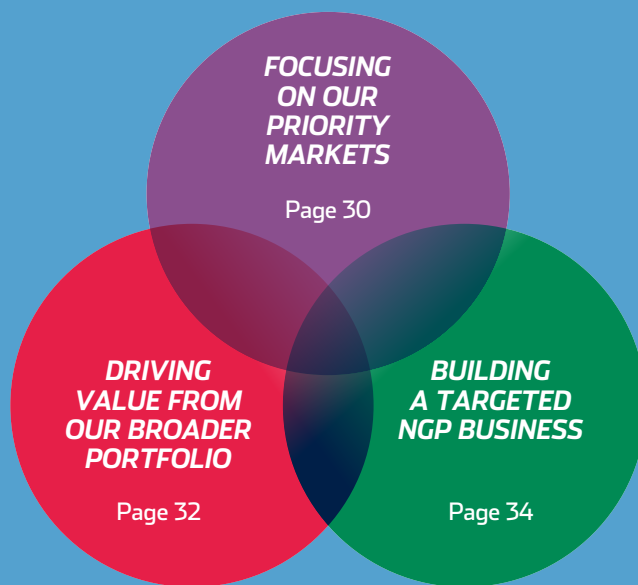 FOCUSING
ON OUR
PRIORITY
MARKETS
Page 30
DRIVING
VALUE FROM
OUR BROADER
PORTFOLIO
Page 32
BUILDING
A TARGETED
NGP BUSINESS
Page 34